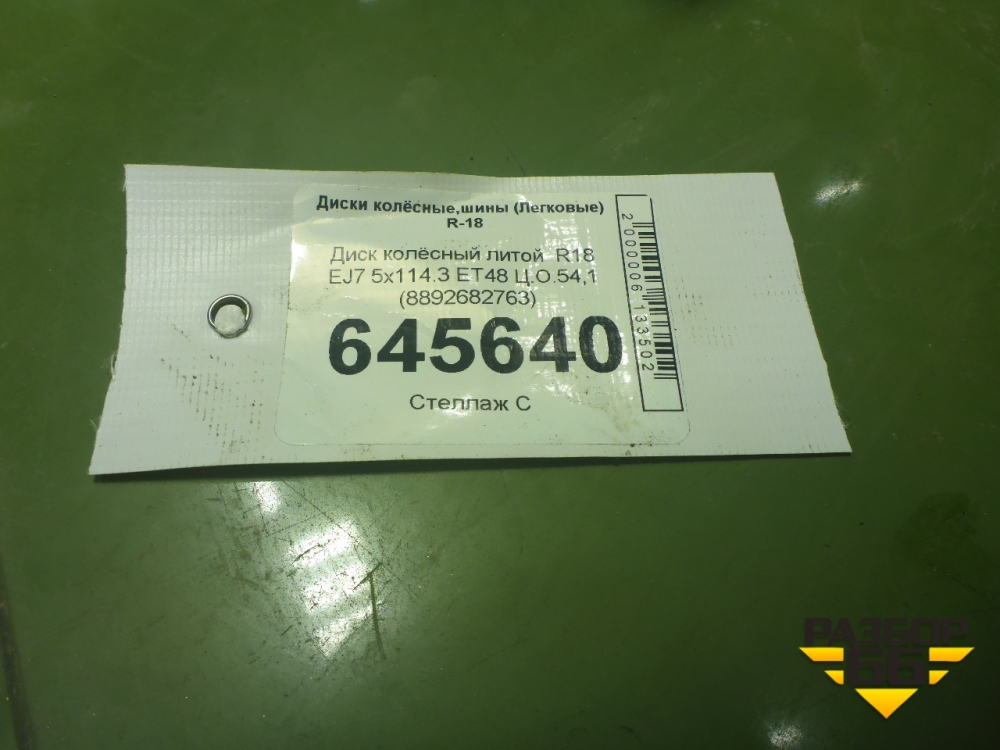 Диски колёсные,шины (Легковые)
R-18
Диск колёсный литой R18
EJ7 5x114.3 ET48 Ц.О.54,1
(8892682763)
645640
Стеллаж С
2000006133502
РАЗБОР
66